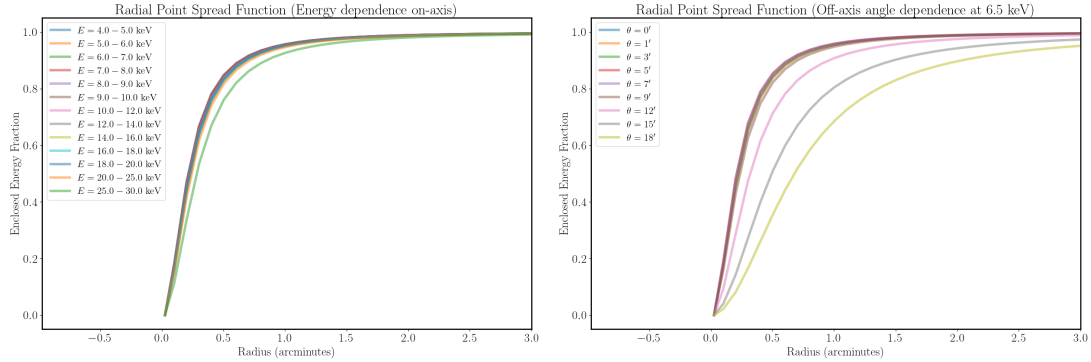 Radial Point Spread Function (Energy dependence on-axis)
Enclosed Energy Fraction
1.0
0.8
0.6
0.4
0.2
0.0
E = 4.0 − 5.0 keV
E = 5.0 − 6.0 keV
E = 6.0 − 7.0 keV
E = 7.0 − 8.0 keV
E = 8.0 − 9.0 keV
E = 9.0 − 10.0 keV
E = 10.0 − 12.0 keV
E = 12.0 − 14.0 keV
E = 14.0 − 16.0 keV
E = 16.0 − 18.0 keV
E = 18.0 − 20.0 keV
E = 20.0 − 25.0 keV
E = 25.0 − 30.0 keV
−0.5 0.0 0.5 1.0 1.5 2.0 2.5 3.0
Radius (arcminutes)
Radial Point Spread Function (Off-axis angle dependence at 6.5 keV)
Enclosed Energy Fraction
1.0
0.8
0.6
0.4
0.2
0.0
θ = 0′
θ = 1′
θ = 3′
θ = 5′
θ = 7′
θ = 9′
θ = 12′
θ = 15′
θ = 18′
−0.5 0.0 0.5 1.0 1.5 2.0 2.5 3.0
Radius (arcminutes)